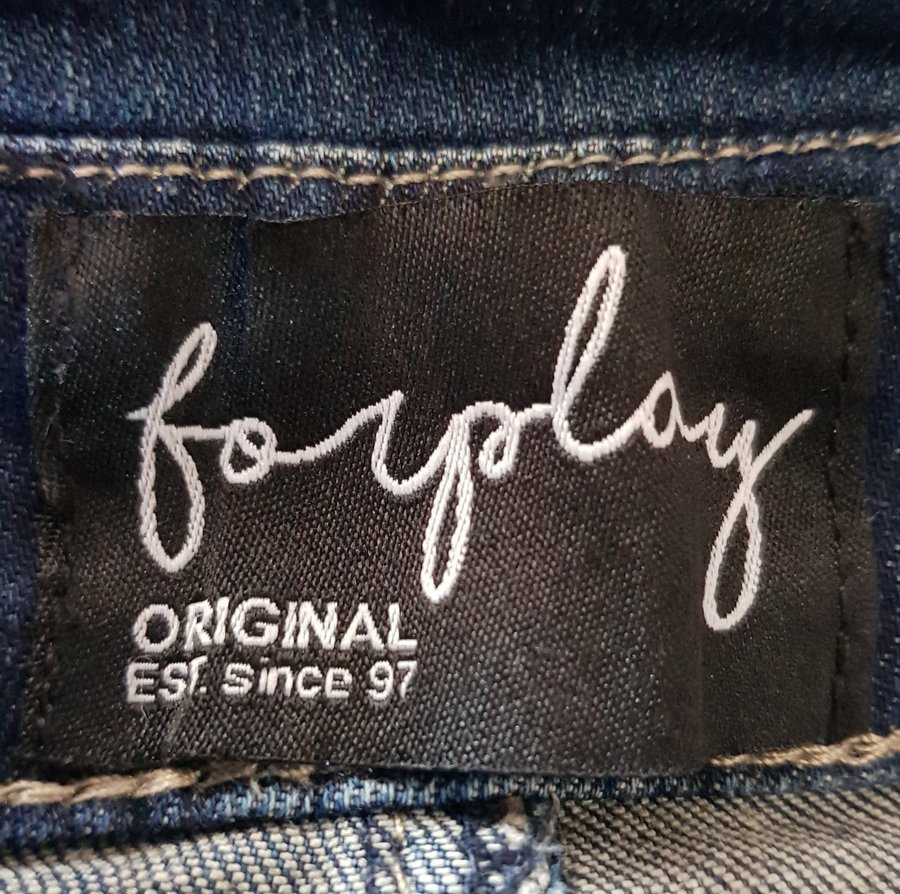 forplay
ORIGINAL
EST. since 97